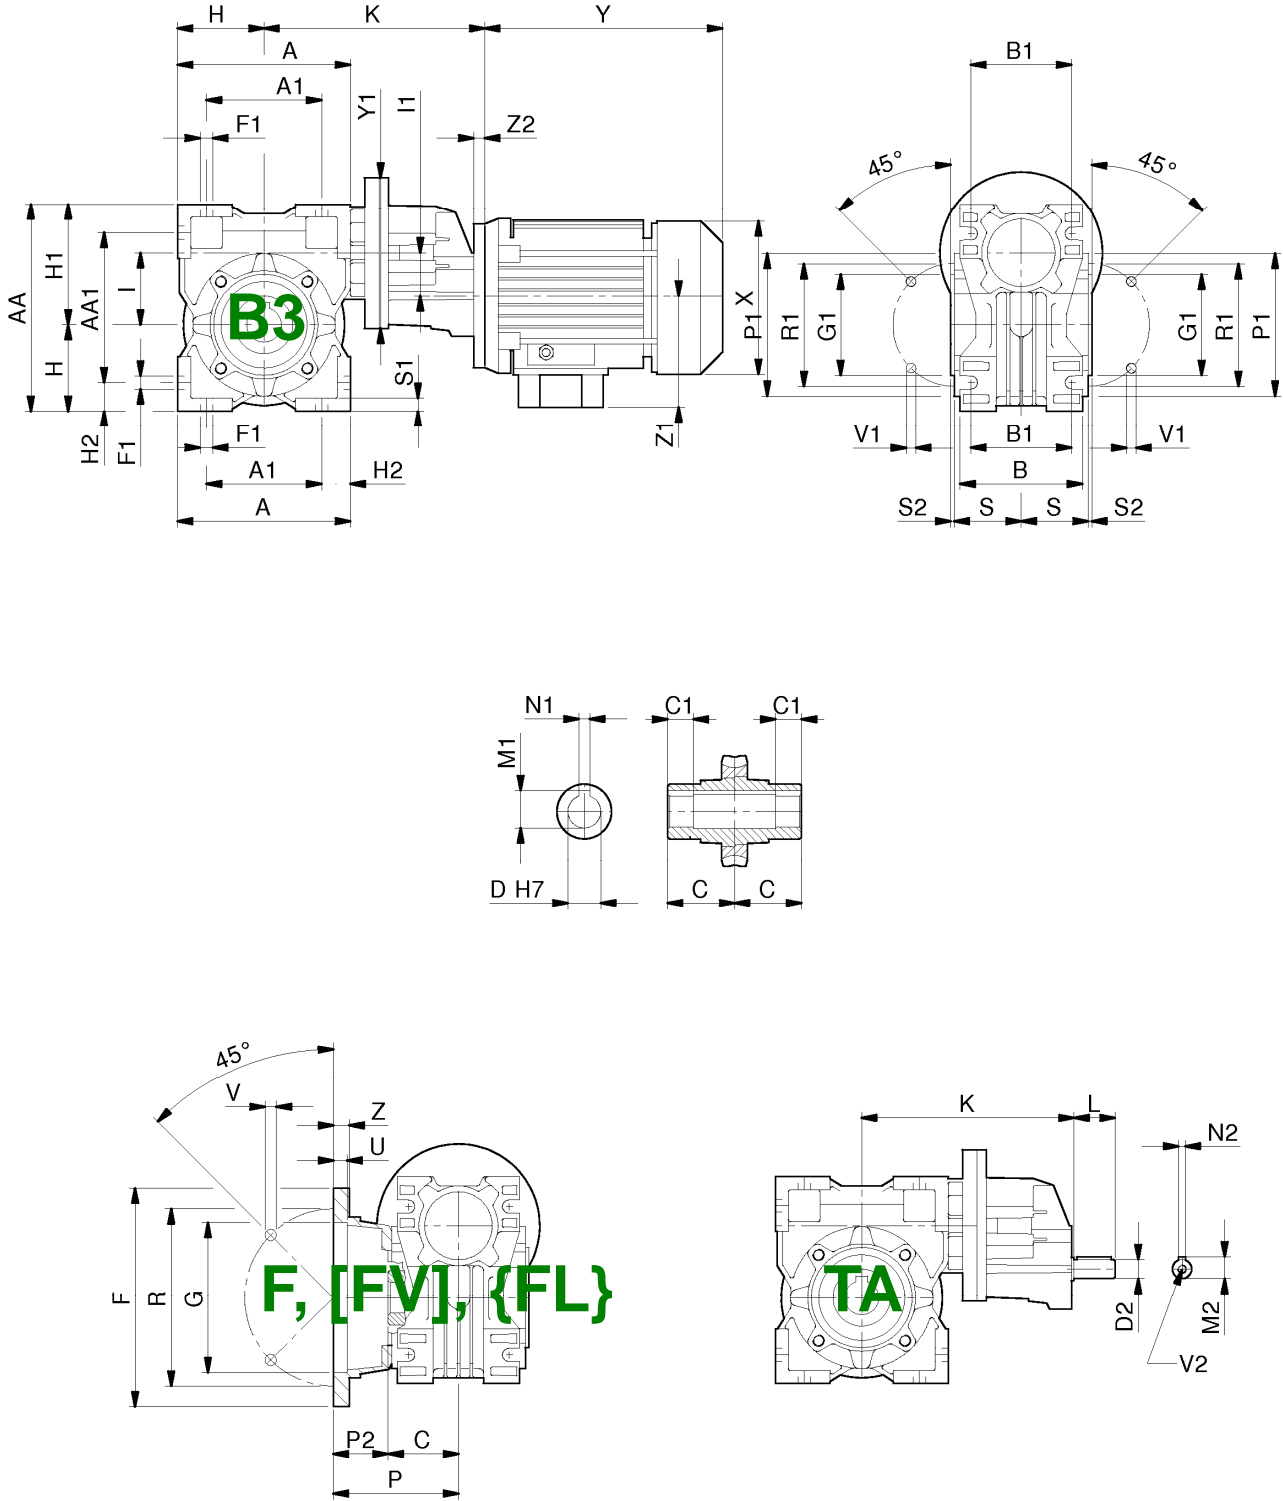 H K Y
A
A1
Y1
I1
F1
Z2
B1
45°
45°
AA
H1
AA1
I
B3
H
S1
H2
F1
F1
A1
H2
A
Z1
X
P1
R1
G1
G1
R1
P1
V1
B1
V1
B
S2 S S S2
N1
M1
D H7
C1 C1
C C
45°
V
Z
U
F
R
G
F, [FV], {FL}
P2 C
P
K L
N2
TA
D2
M2
V2